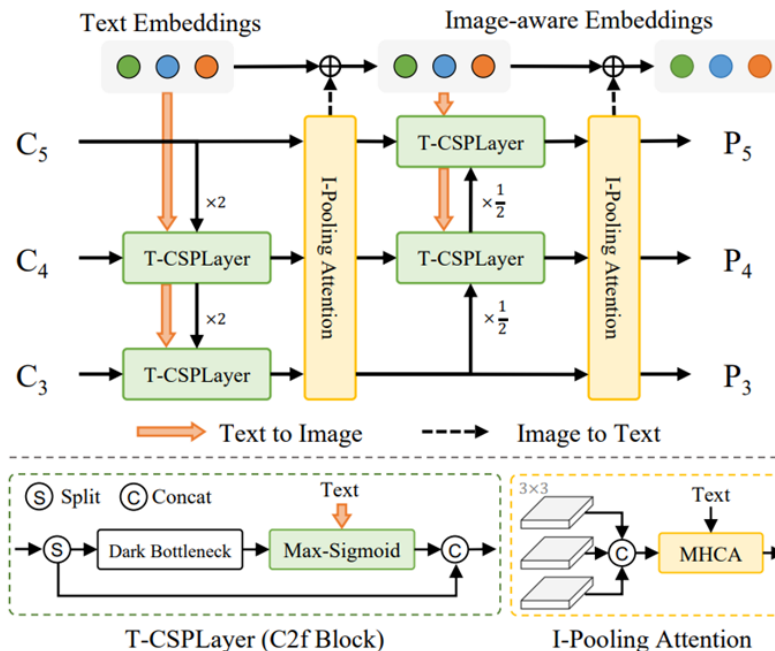 Text Embeddings
Image-aware Embeddings
C5
T-CSPLayer
P5
×2
I-Pooling Attention
×1/2
I-Pooling Attention
C4
T-CSPLayer
T-CSPLayer
P4
×2
×1/2
C3
T-CSPLayer
P3
Text to Image
Image to Text
S Split
C Concat
Text
3×3
Text
S
Dark Bottleneck
Max-Sigmoid
C
C
MHCA
T-CSPLayer (C2f Block)
I-Pooling Attention